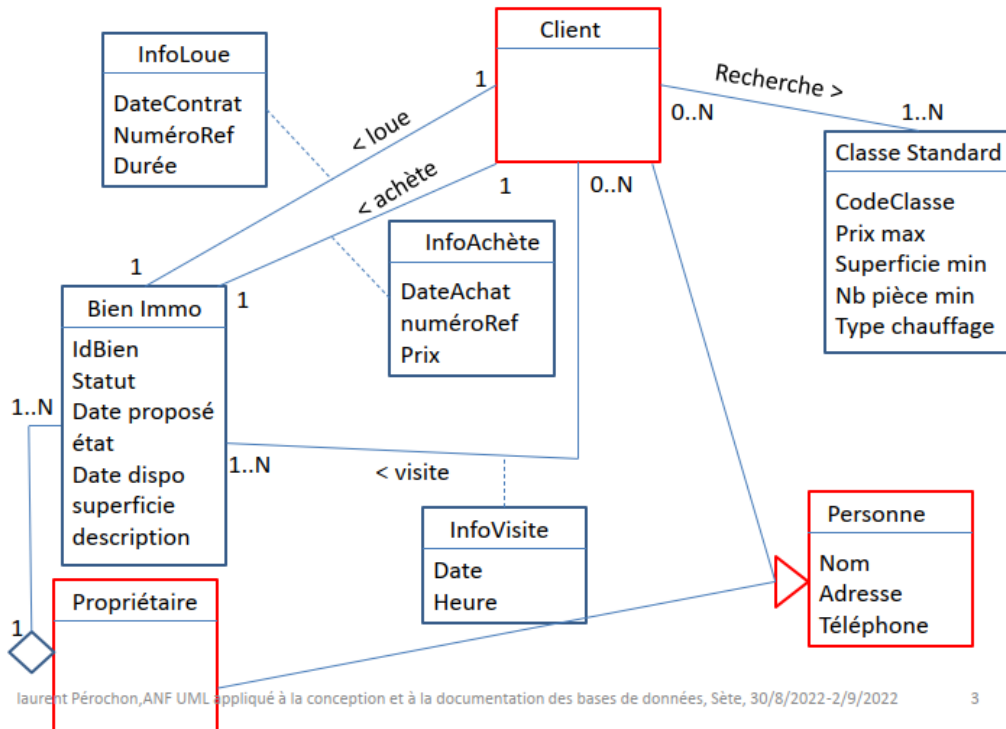 Client
InfoLoue
DateContrat
NuméroRef
Durée
1
< loue
Recherche >
0..N
1..N
Classe Standard
CodeClasse
Prix max
Superficie min
Nb pièce min
Type chauffage
< achète
1
0..N
InfoAchète
DateAchat
numéroRef
Prix
1
1
Bien Immo
IdBien
Statut
Date proposé
état
Date dispo
superficie
description
1..N
1..N
< visite
InfoVisite
Date
Heure
Personne
Nom
Adresse
Téléphone
Propriétaire
1
laurent Pérochon,ANF UML appliqué à la conception et à la documentation des bases de données, Sète, 30/8/2022-2/9/2022
3